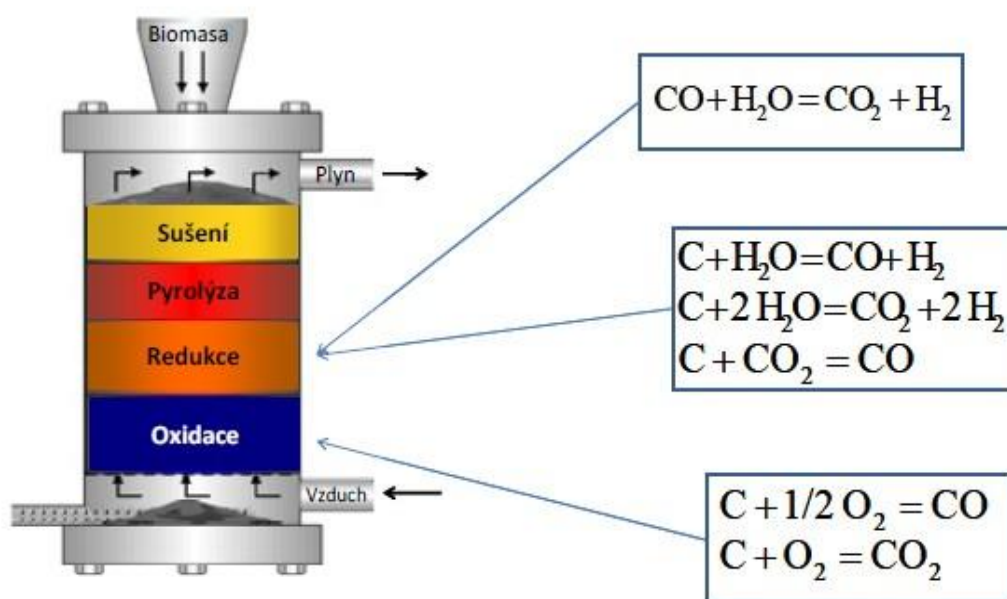 Biomasa
CO+H₂O=CO₂+H₂
Plyn
Sušení
Pyrolýza
Redukce
Oxidace
C+H₂O=CO+H₂
C+2H₂O=CO₂+2H₂
C+CO₂=CO
Vzduch
C+1/2O₂=CO
C+O₂=CO₂